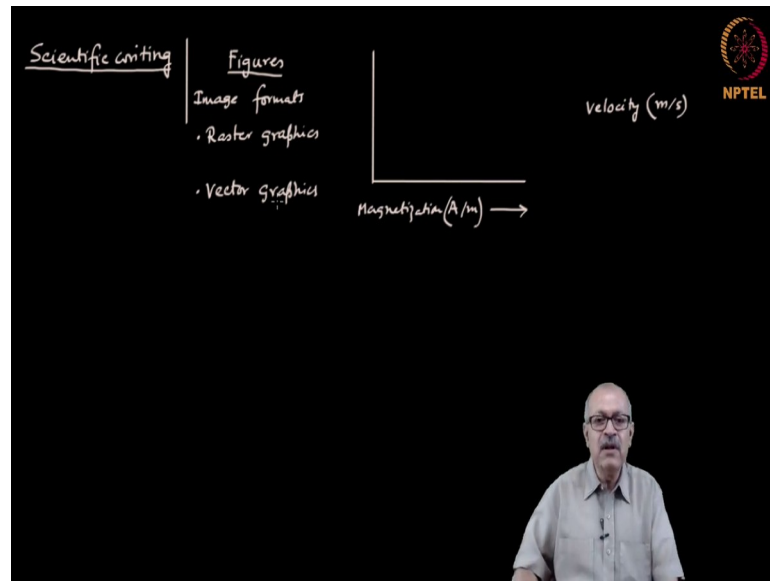 Scientific writing
Figures
Image formats
· Raster graphics
· Vector graphics
Magnetization (A/m) →
Velocity (m/s)
NPTEL